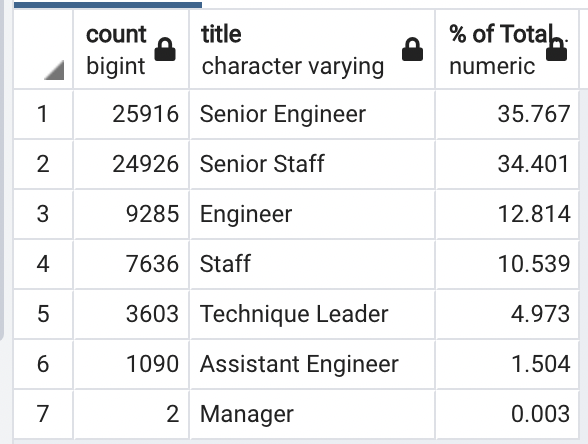 count title % of Total..
bigint character varying numeric
1 25916 Senior Engineer 35.767
2 24926 Senior Staff 34.401
3 9285 Engineer 12.814
4 7636 Staff 10.539
5 3603 Technique Leader 4.973
6 1090 Assistant Engineer 1.504
7 2 Manager 0.003